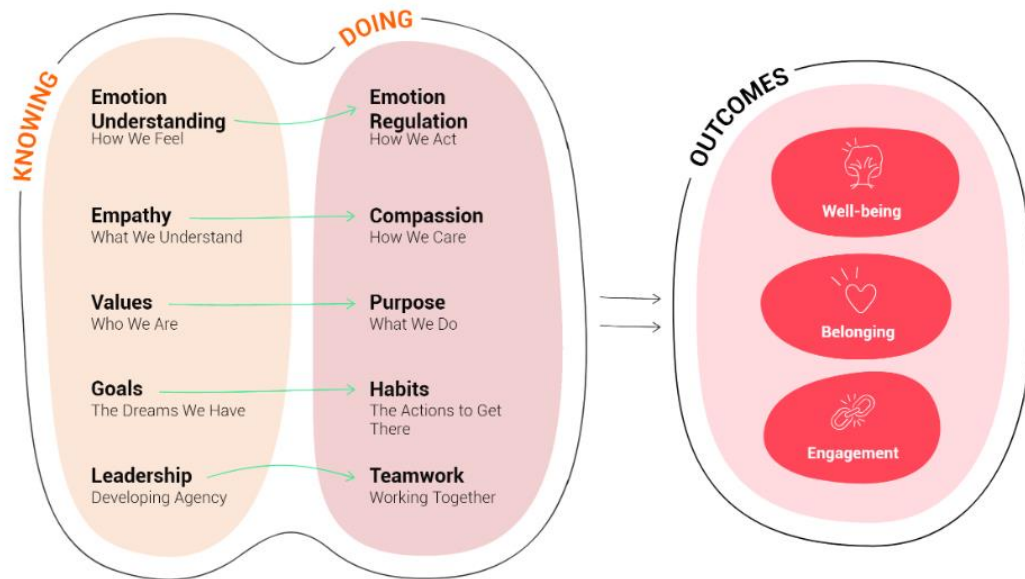 KNOWING
Emotion
Understanding
How We Feel
Empathy
What We Understand
Values
Who We Are
Goals
The Dreams We Have
Leadership
Developing Agency
DOING
Emotion
Regulation
How We Act
Compassion
How We Care
Purpose
What We Do
Habits
The Actions to Get
There
Teamwork
Working Together
OUTCOMES
Well-being
Belonging
Engagement